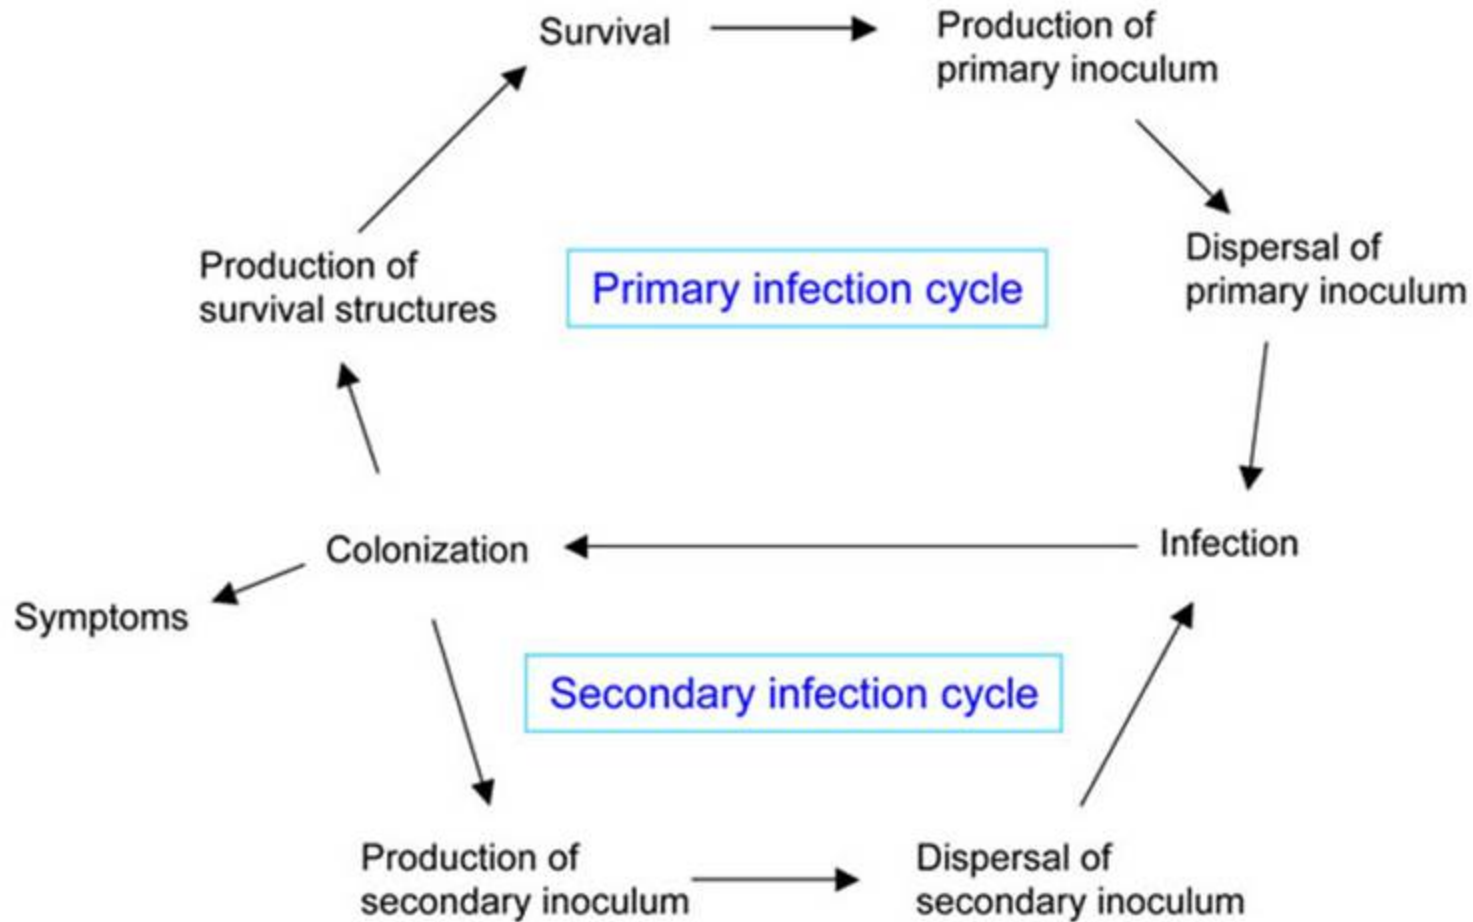 Survival
Production of
primary inoculum
Dispersal of
primary inoculum
Production of
survival structures
Primary infection cycle
Infection
Colonization
Symptoms
Secondary infection cycle
Production of
secondary inoculum
Dispersal of
secondary inoculum